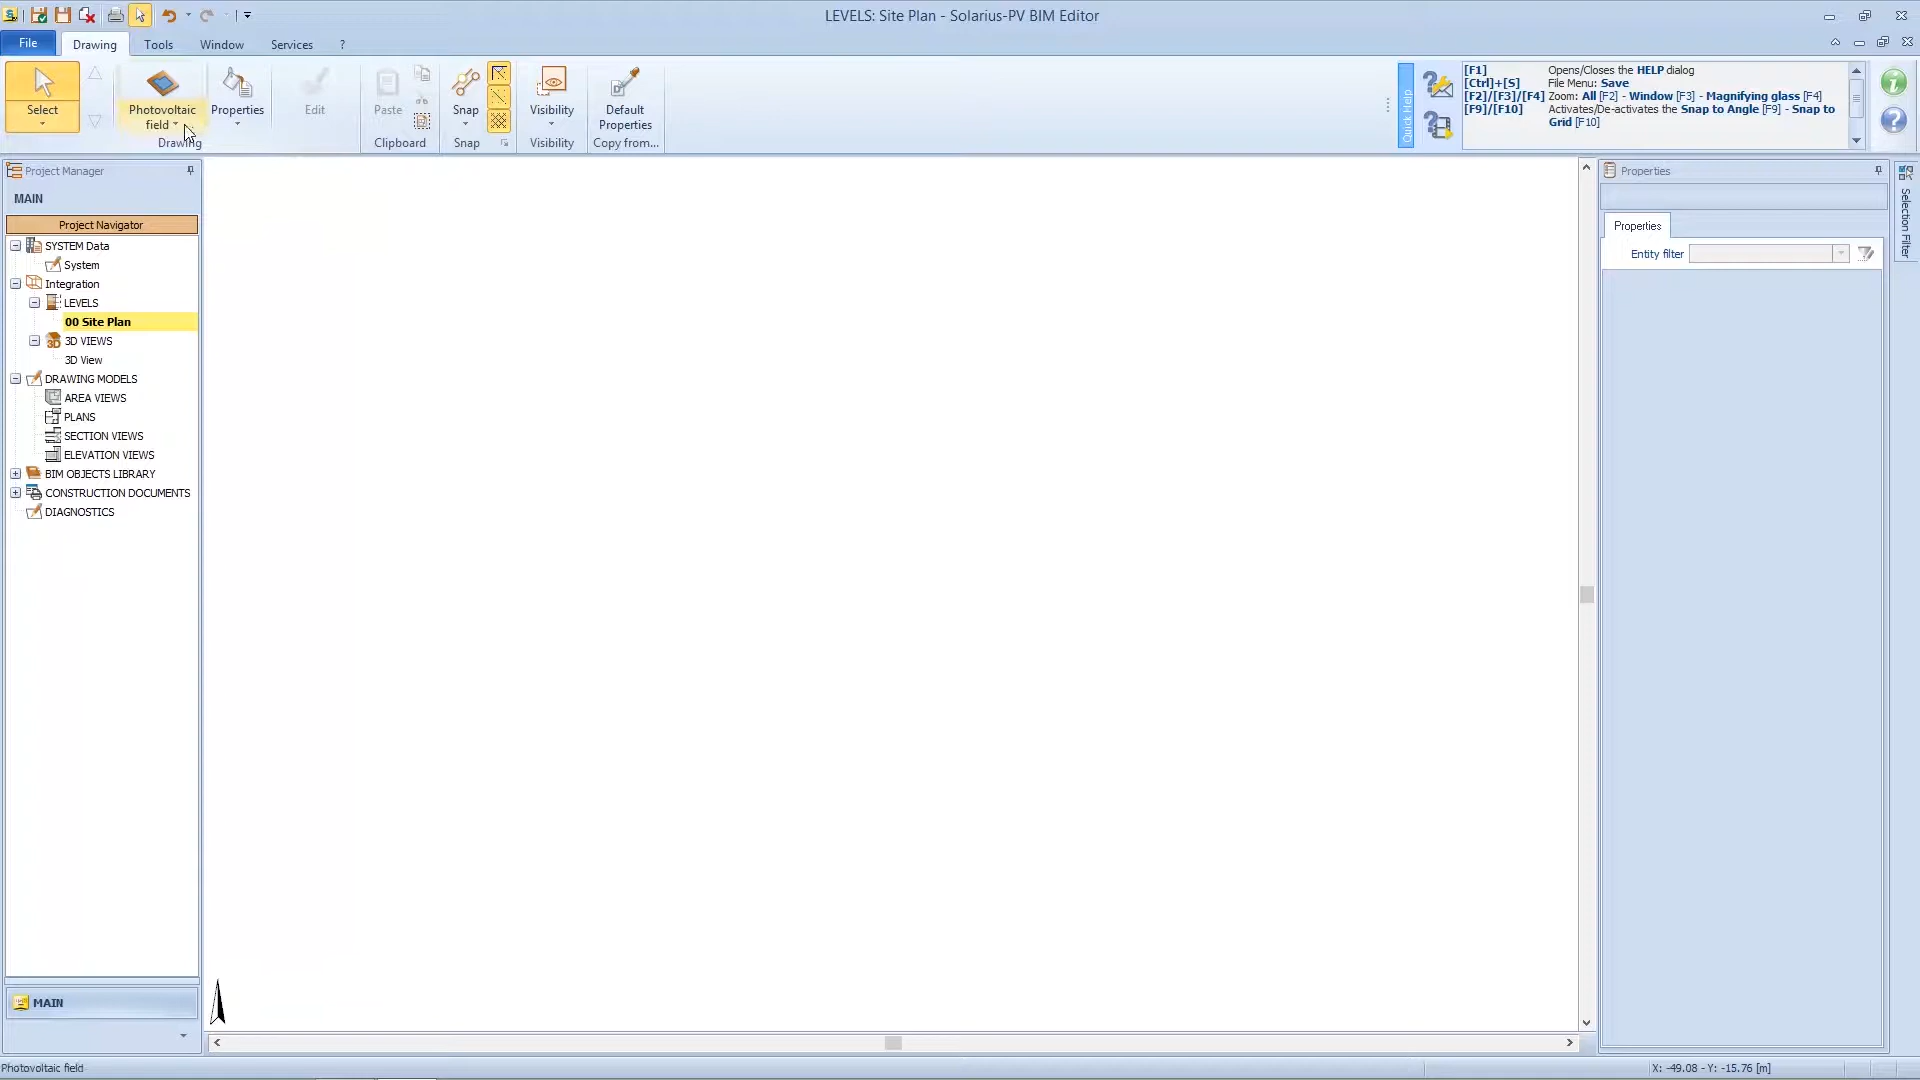 LEVELS: Site Plan - Solarius-PV BIM Editor
File
Drawing
Tools
Window
Services
?
Select
Photovoltaic
field
Properties
Edit
Drawing
Paste
Clipboard
Snap
Snap
Visibility
Visibility
Default
Properties
Copy from...
Quick Help
[F1] Opens/Closes the HELP dialog
[Ctrl]+[S] File Menu: Save
[F2]/[F3]/[F4] Zoom: All [F2] - Window [F3] - Magnifying glass [F4]
[F9]/[F10] Activates/De-activates the Snap to Angle [F9] - Snap to
Grid [F10]
Project Manager
MAIN
Project Navigator
SYSTEM Data
System
Integration
LEVELS
00 Site Plan
3D VIEWS
3D View
DRAWING MODELS
AREA VIEWS
PLANS
SECTION VIEWS
ELEVATION VIEWS
BIM OBJECTS LIBRARY
CONSTRUCTION DOCUMENTS
DIAGNOSTICS
MAIN
Properties
Properties
Entity filter
Selection Filter
Photovoltaic field
X: -49.08 - Y: -15.76 [m]